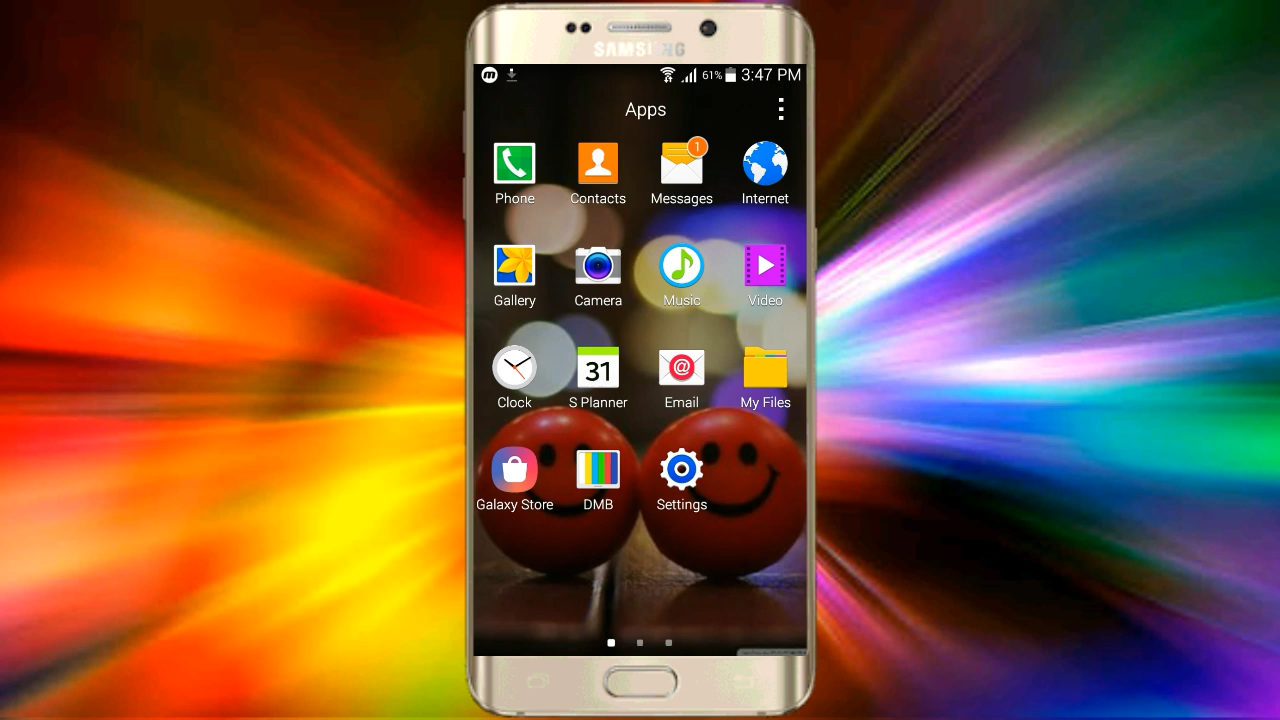 SAMSUNG
61% 3:47 PM
Apps
1
Phone Contacts Messages Internet
Gallery Camera Music Video
31
Clock S Planner Email My Files
Galaxy Store DMB Settings